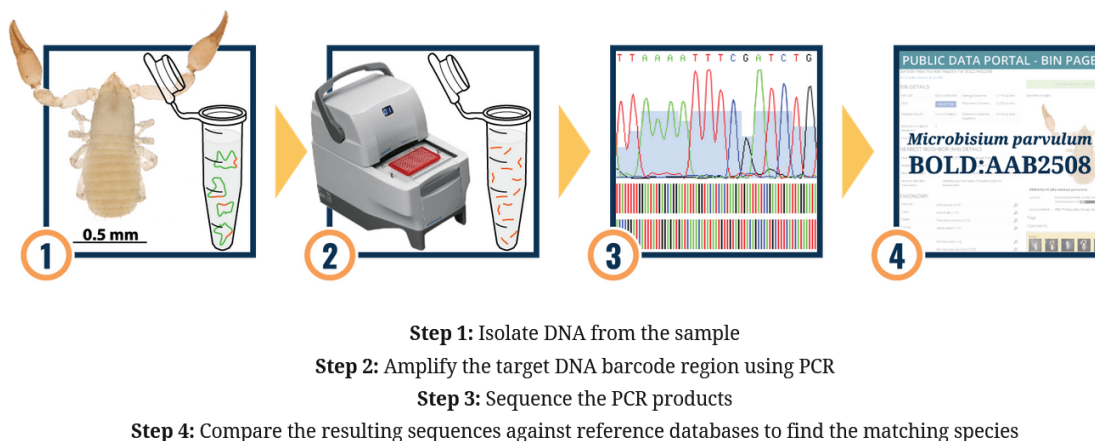 TTAAAATTTCGATCTG
PUBLIC DATA PORTAL - BIN PAGE
BIN DETAILS
Microbisium parvulum
BOLD:AAB2508
0.5 mm
1
2
3
4
Step 1: Isolate DNA from the sample
Step 2: Amplify the target DNA barcode region using PCR
Step 3: Sequence the PCR products
Step 4: Compare the resulting sequences against reference databases to find the matching species